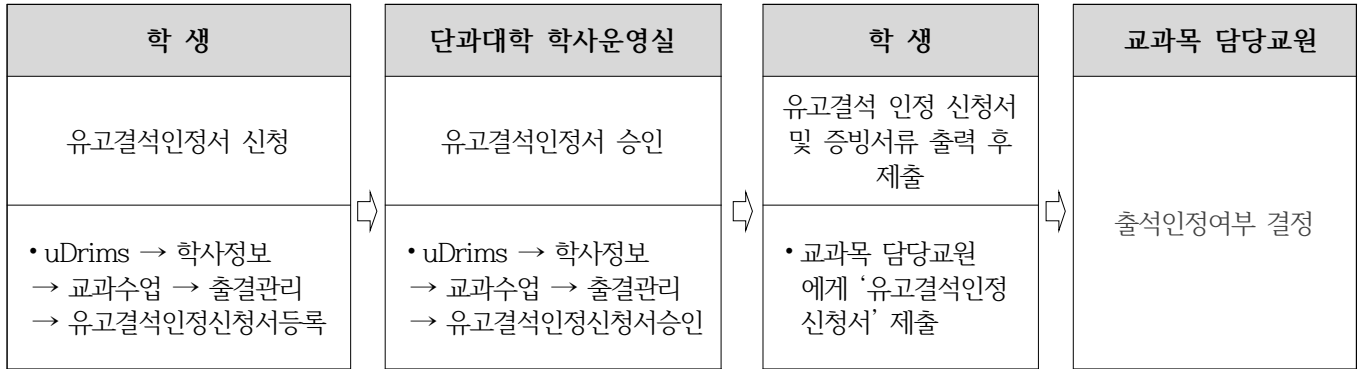 학 생
유고결석인정서 신청
• uDrims → 학사정보
→ 교과수업 → 출결관리
→ 유고결석인정신청서등록
단과대학 학사운영실
유고결석인정서 승인
• uDrims → 학사정보
→ 교과수업 → 출결관리
→ 유고결석인정신청서승인
학 생
유고결석 인정 신청서
및 증빙서류 출력 후
제출
• 교과목 담당교원
에게 ‘유고결석인정
신청서’ 제출
교과목 담당교원
출석인정여부 결정